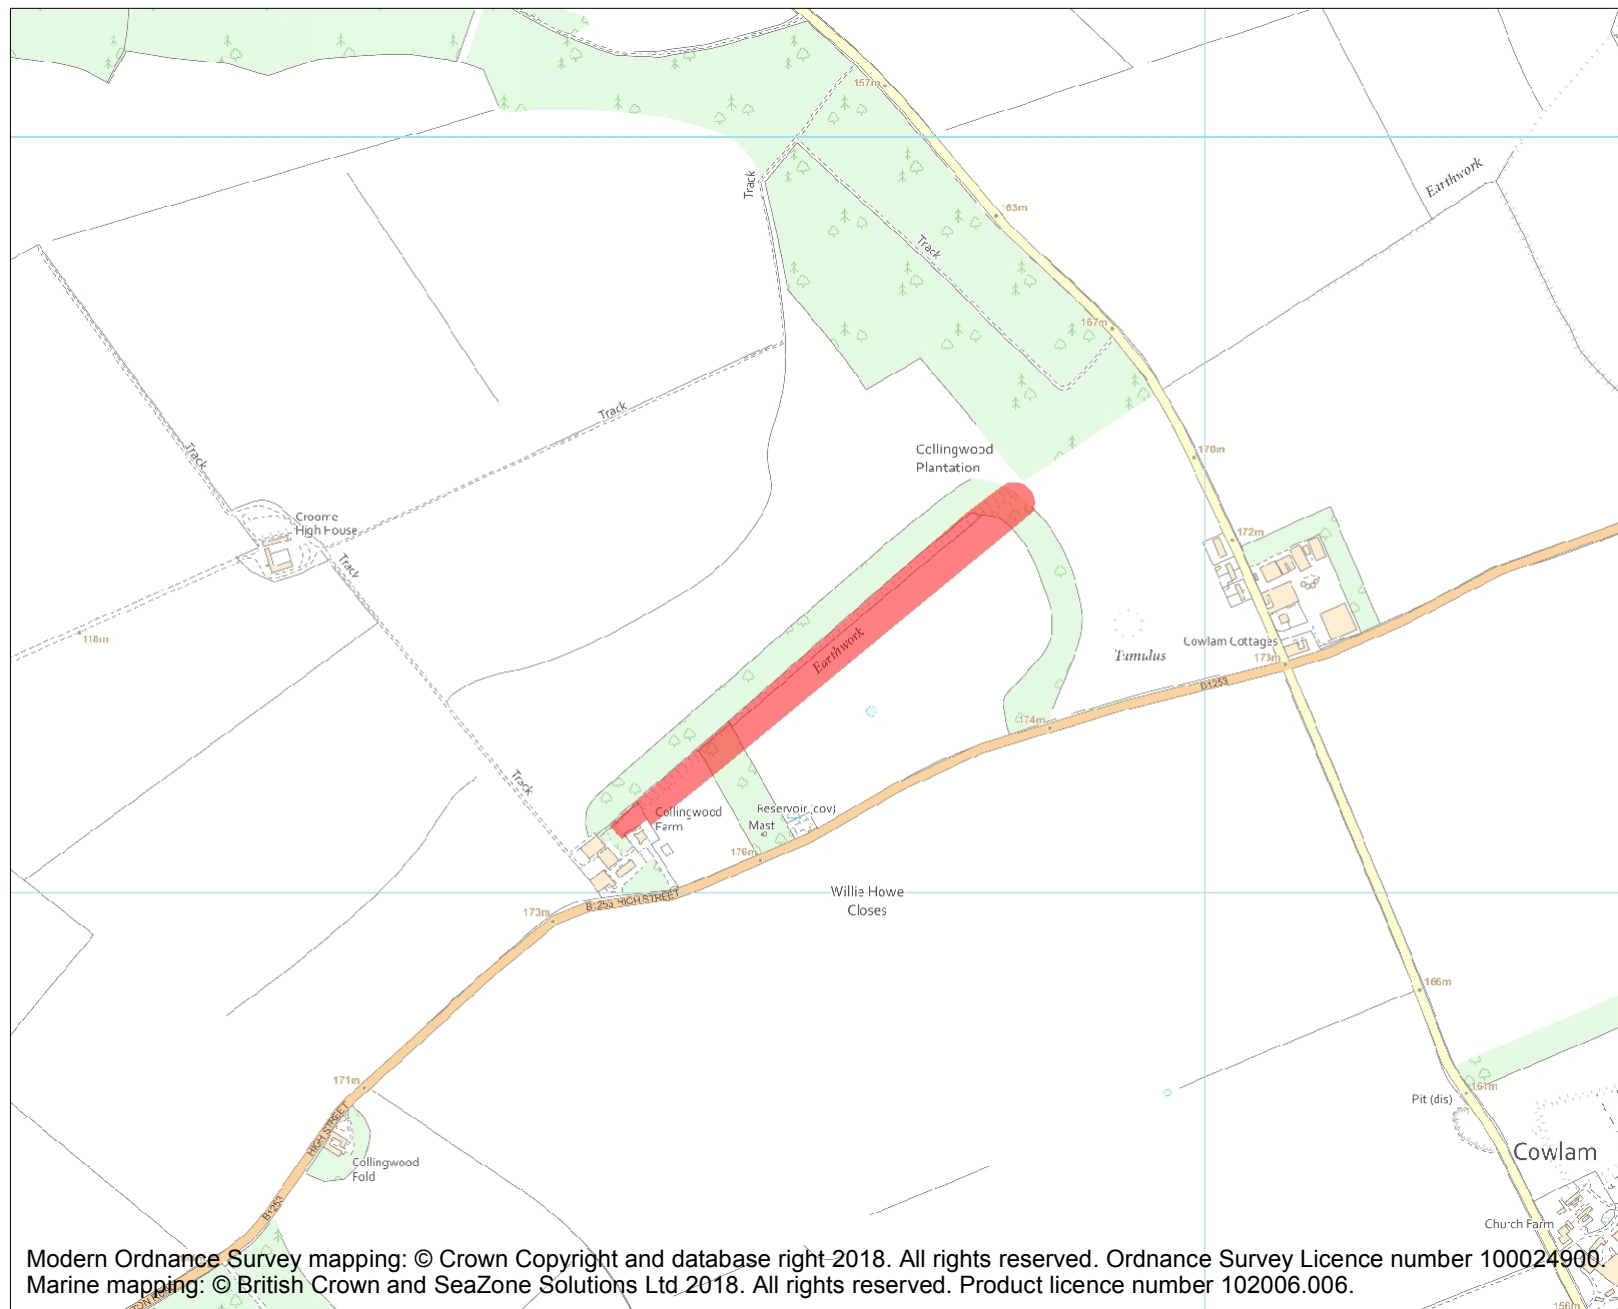 157m
Track
Earthwork
163m
Track
167m
Track
Collingwood
Plantation
170m
Track
Croome
High House
172m
Track
118m
Earthwork
Tumulus
Cowlam Cottages
173m
B1253
174m
Track
Collingwood
Farm
Reservoir (cov)
Mast
176m
Willie Howe
Closes
B1253 HIGH STREET
173m
166m
171m
161m
Pit (dis)
HIGH STREET
Cowlam
Collingwood
Fold
B1253
Church Farm
Modern Ordnance Survey mapping: © Crown Copyright and database right 2018. All rights reserved. Ordnance Survey Licence number 100024900.
Marine mapping: © British Crown and SeaZone Solutions Ltd 2018. All rights reserved. Product licence number 102006.006.
156m